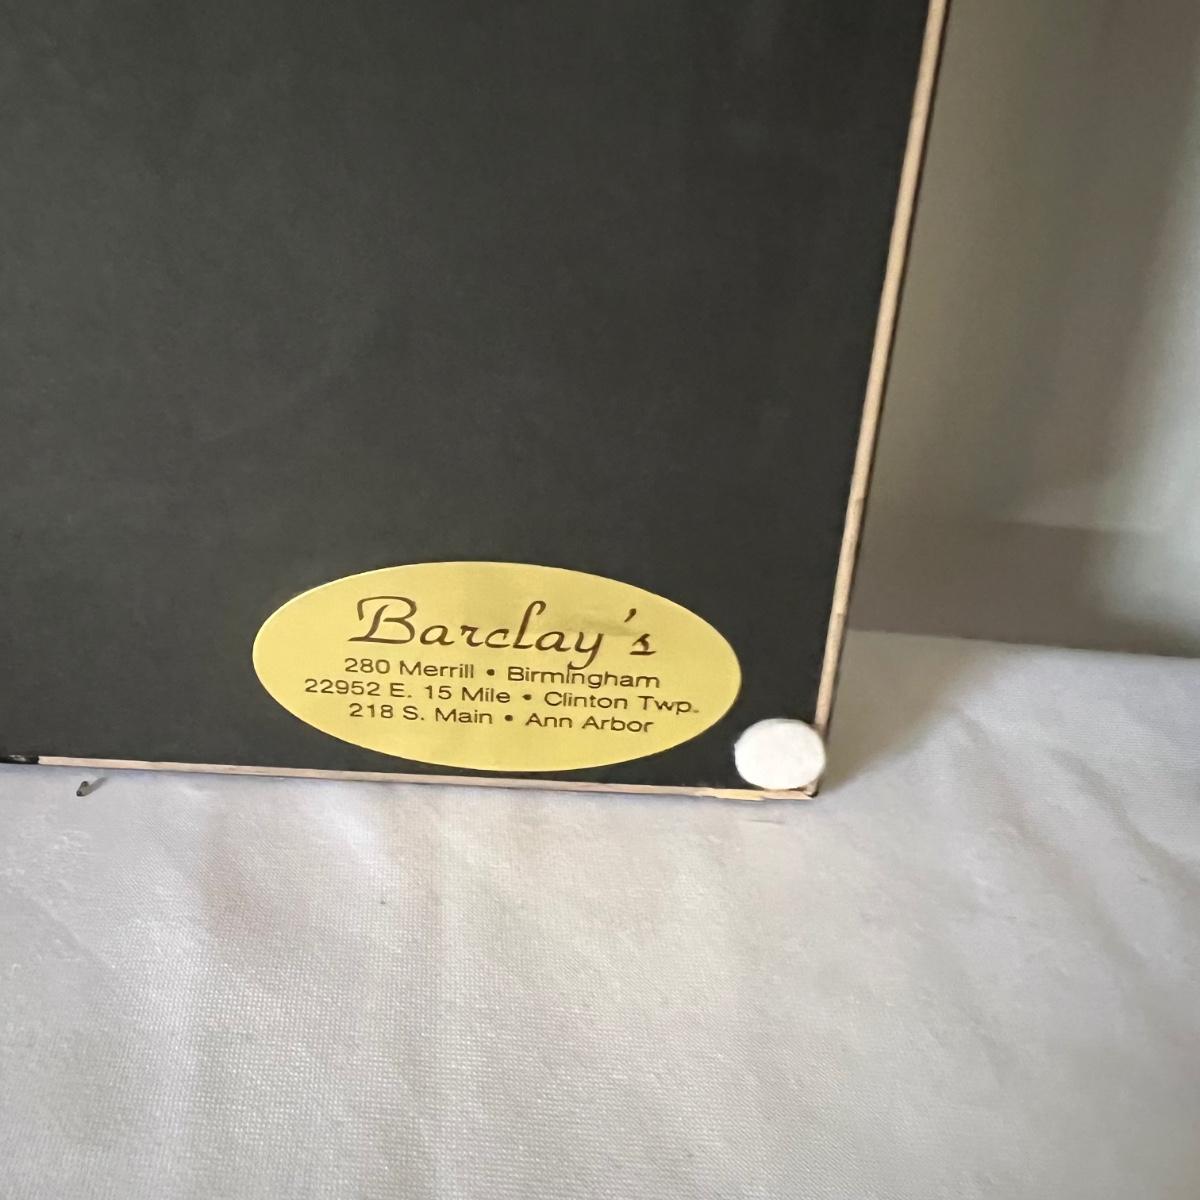 Barclay's
280 Merrill • Birmingham
22952 E. 15 Mile • Clinton Twp.
218 S. Main • Ann Arbor